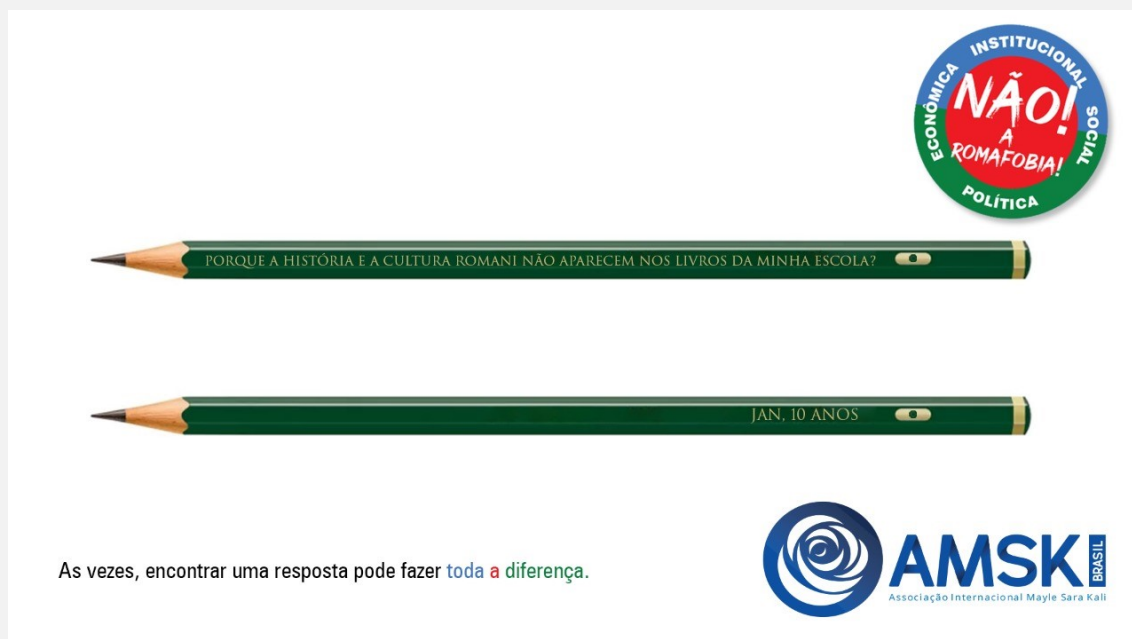 INSTITUCIONAL
ECONÔMICA
SOCIAL
POLÍTICA
NÃO!
A
ROMAFOBIA!
PORQUE A HISTÓRIA E A CULTURA ROMANI NÃO APARECEM NOS LIVROS DA MINHA ESCOLA?
JAN, 10 ANOS
As vezes, encontrar uma resposta pode fazer toda a diferença.
AMSK BRASIL
Associação Internacional Mayle Sara Kali